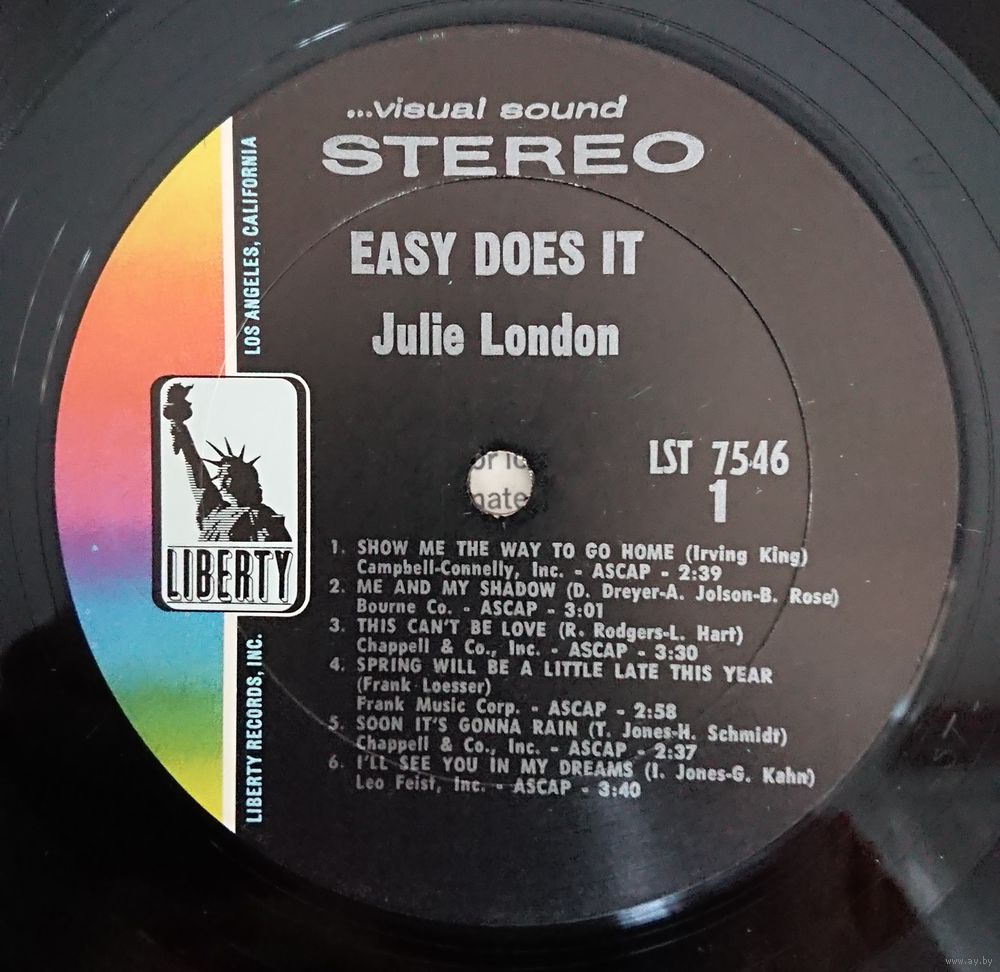 ...visual sound
STEREO
EASY DOES IT
Julie London
LST 7546
1
1. SHOW ME THE WAY TO GO HOME (Irving King)
Campbell-Connelly, Inc. - ASCAP - 2:39
2. ME AND MY SHADOW (D. Dreyer-A. Jolson-B. Rose)
Bourne Co. - ASCAP - 3:01
3. THIS CAN'T BE LOVE (R. Rodgers-L. Hart)
Chappell & Co., Inc. - ASCAP - 3:30
4. SPRING WILL BE A LITTLE LATE THIS YEAR
(Frank Loesser)
Frank Music Corp. - ASCAP - 2:58
5. SOON IT'S GONNA RAIN (T. Jones-H. Schmidt)
Chappell & Co., Inc. - ASCAP - 2:37
6. I'LL SEE YOU IN MY DREAMS (I. Jones-G. Kahn)
Leo Feist, Inc. - ASCAP - 3:40
LOS ANGELES, CALIFORNIA
LIBERTY
LIBERTY RECORDS, INC.
www.ay.by